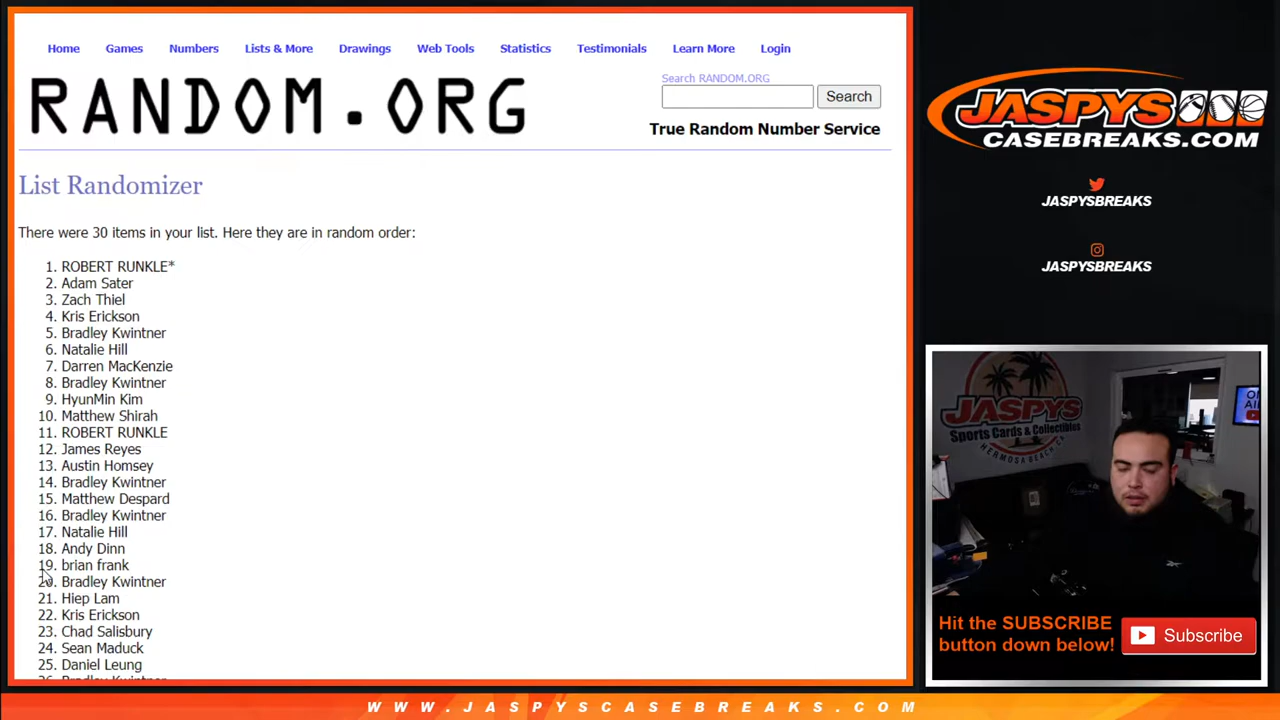 Home Games Numbers Lists & More Drawings Web Tools Statistics Testimonials Learn More Login
RANDOM.ORG
Search RANDOM.ORG
Search
True Random Number Service
List Randomizer
There were 30 items in your list. Here they are in random order:
1. ROBERT RUNKLE*
2. Adam Sater
3. Zach Thiel
4. Kris Erickson
5. Bradley Kwintner
6. Natalie Hill
7. Darren MacKenzie
8. Bradley Kwintner
9. HyunMin Kim
10. Matthew Shirah
11. ROBERT RUNKLE
12. James Reyes
13. Austin Homsey
14. Bradley Kwintner
15. Matthew Despard
16. Bradley Kwintner
17. Natalie Hill
18. Andy Dinn
19. brian frank
20. Bradley Kwintner
21. Hiep Lam
22. Kris Erickson
23. Chad Salisbury
24. Sean Maduck
25. Daniel Leung
26. Bradley Kwintner
JASPYS
CASEBREAKS.COM
JASPYSBREAKS
JASPYSBREAKS
JASPYS
Sports Cards & Collectibles
HERMOSA BEACH, CA
Hit the SUBSCRIBE
button down below!
Subscribe
WWW.JASPYSCASEBREAKS.COM